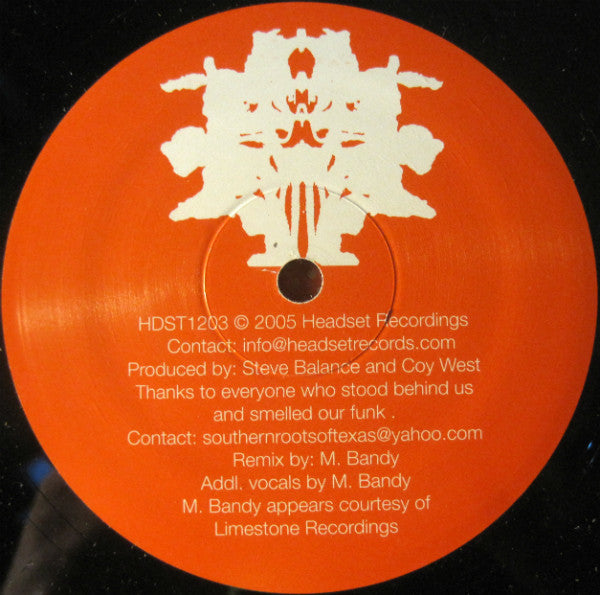 HDST1203 © 2005 Headset Recordings
Contact: info@headsetrecords.com
Produced by: Steve Balance and Coy West
Thanks to everyone who stood behind us
and smelled our funk .
Contact: southernrootsoftexas@yahoo.com
Remix by: M. Bandy
Addl. vocals by M. Bandy
M. Bandy appears courtesy of
Limestone Recordings